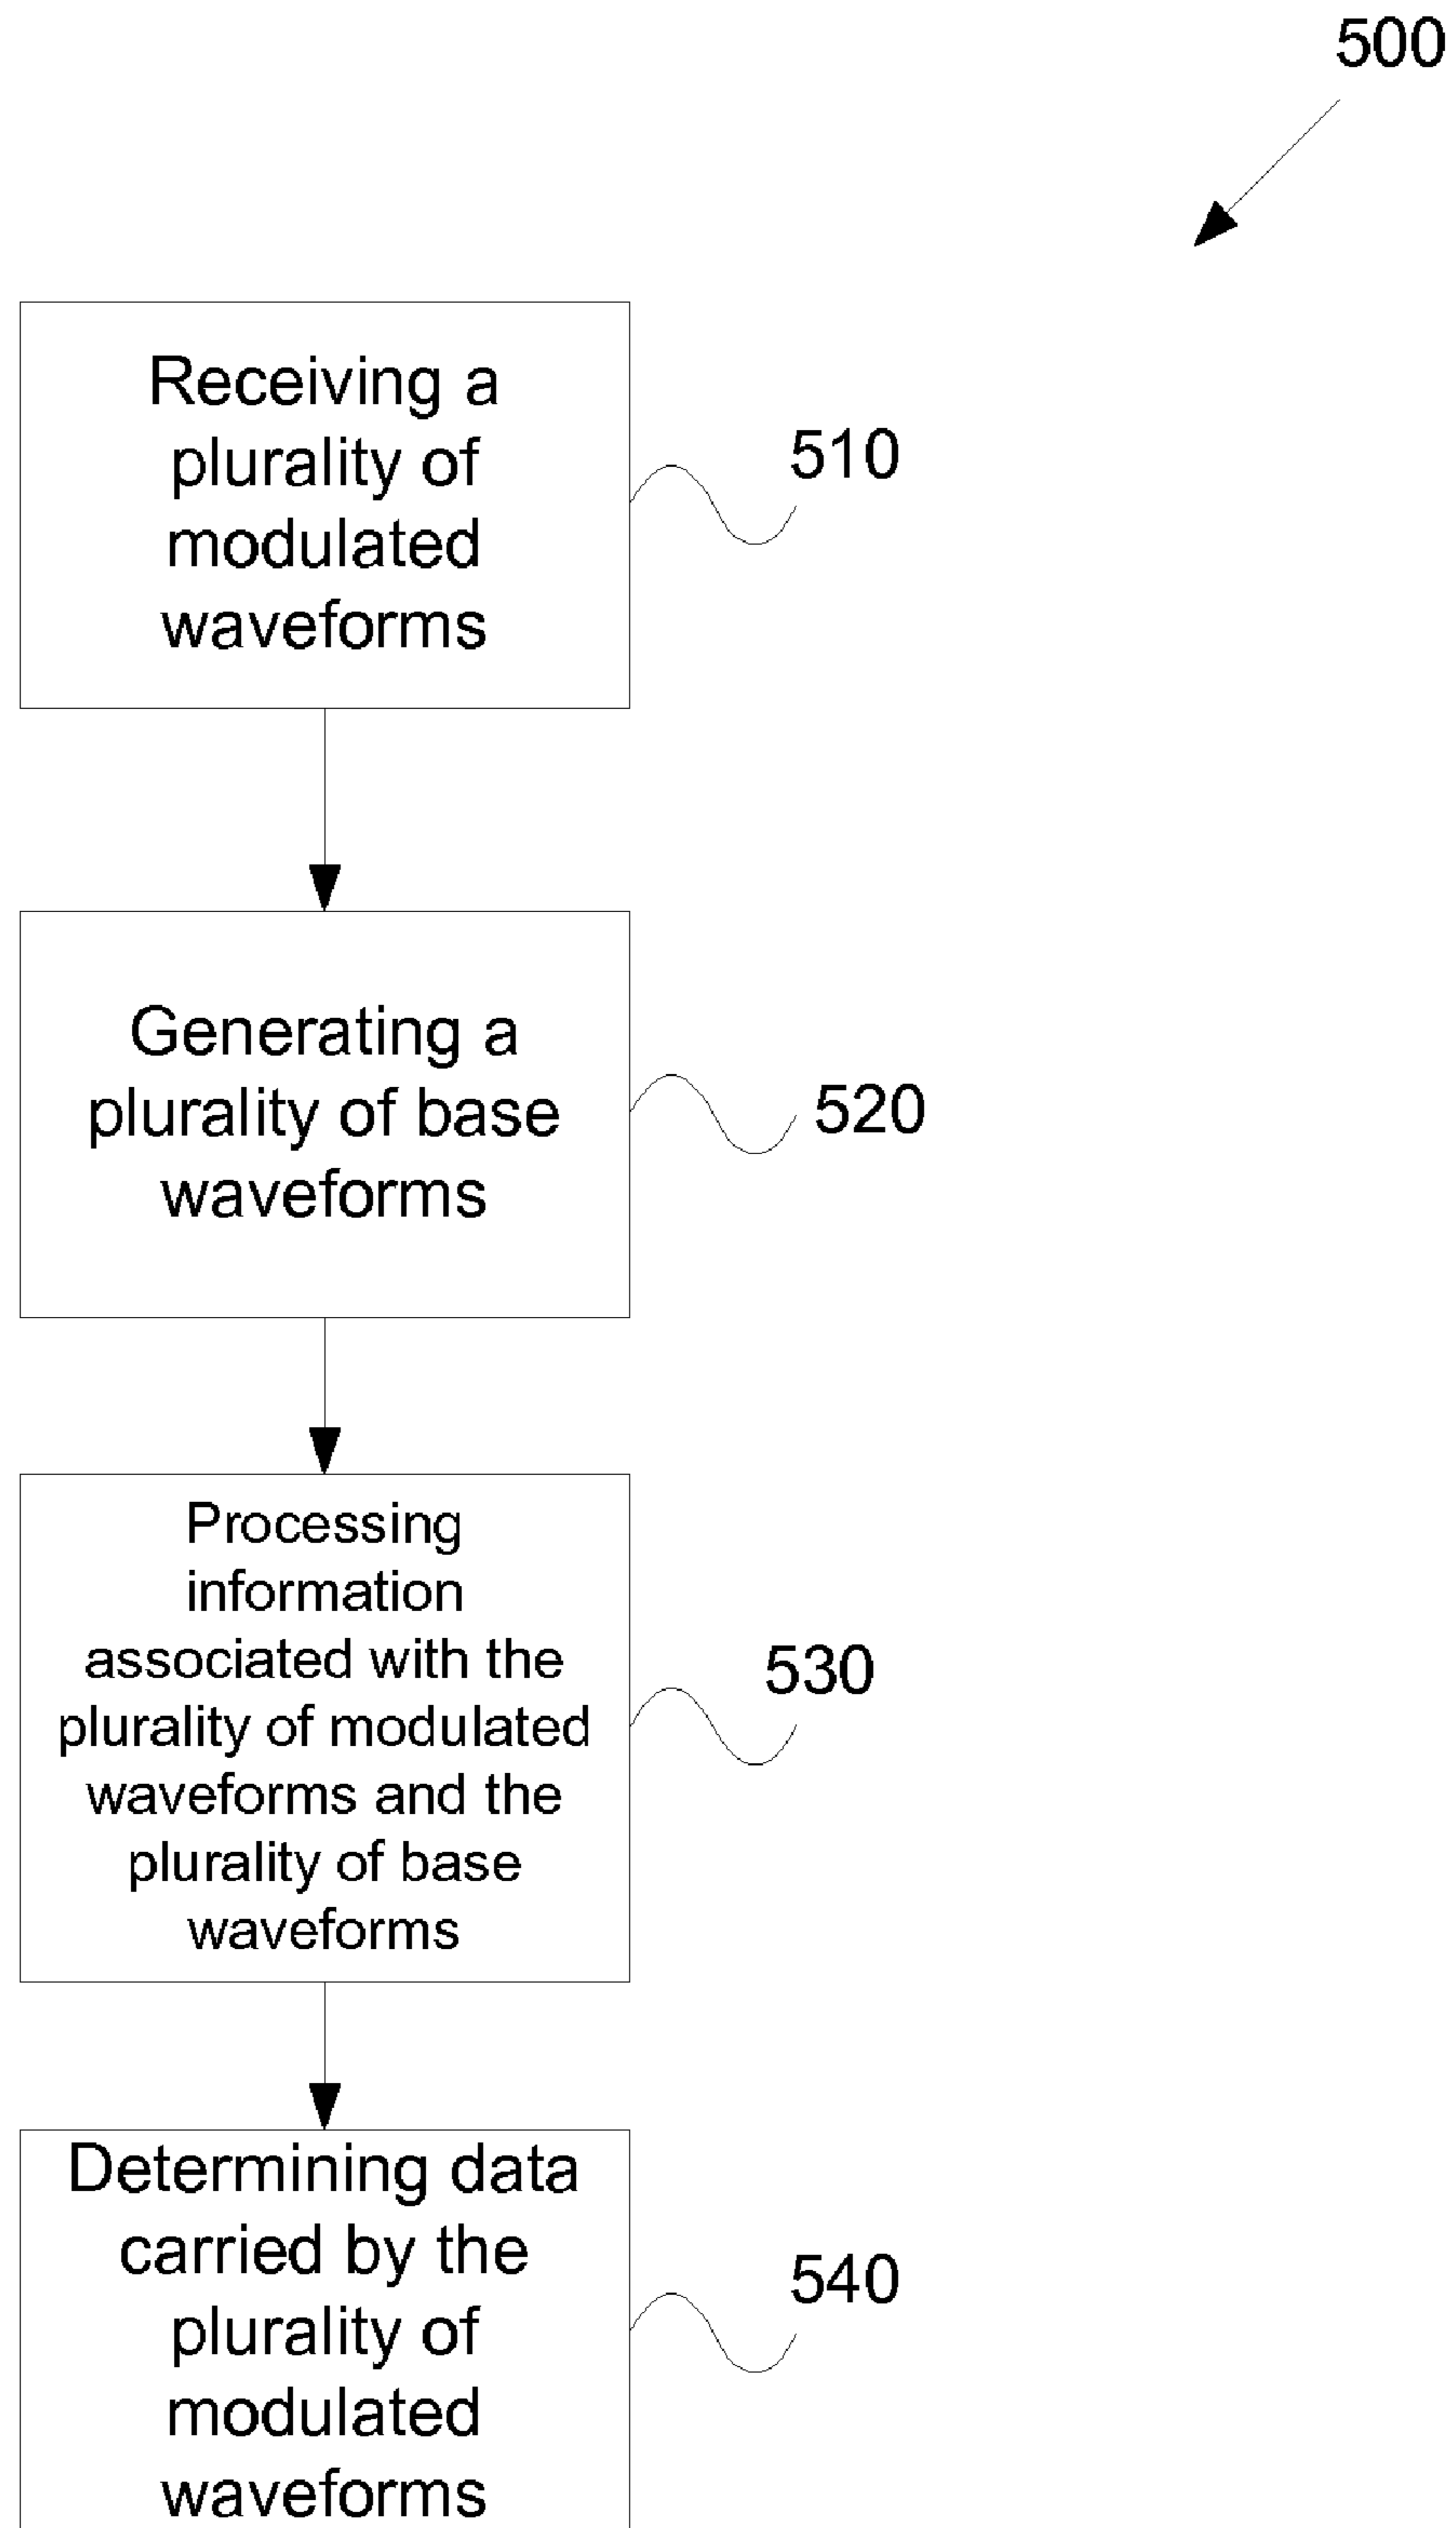 500
Receiving a
plurality of
modulated
waveforms
510
Generating a
plurality of base
waveforms
520
Processing
information
associated with the
plurality of modulated
waveforms and the
plurality of base
waveforms
530
Determining data
carried by the
plurality of
modulated
waveforms
540